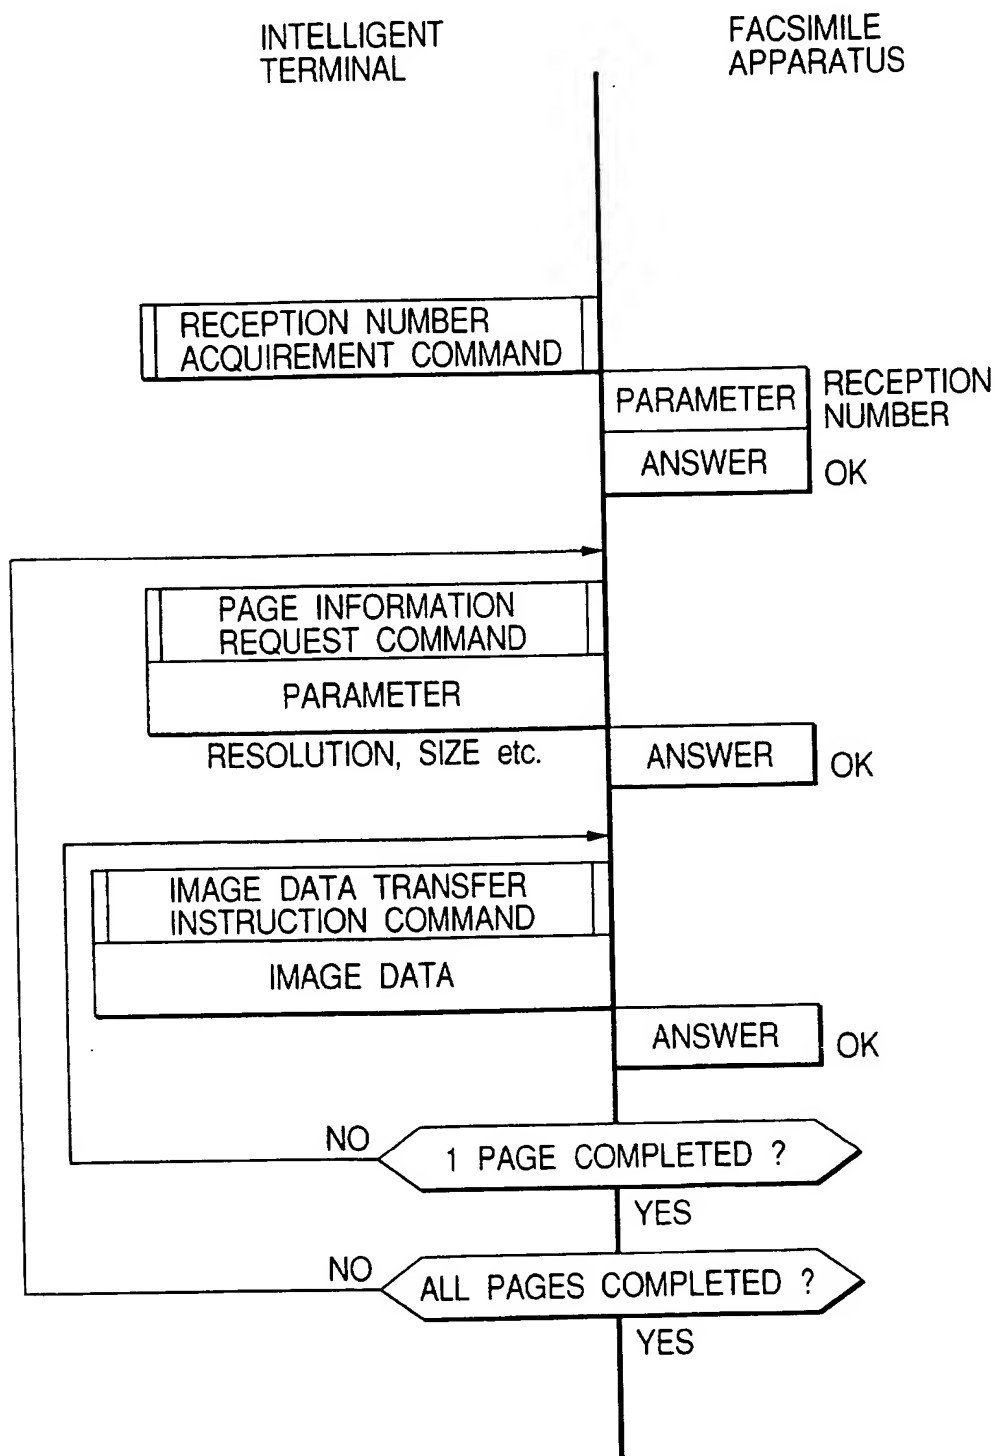 INTELLIGENT
TERMINAL
FACSIMILE
APPARATUS
RECEPTION NUMBER
ACQUIREMENT COMMAND
PARAMETER
RECEPTION
NUMBER
ANSWER
OK
PAGE INFORMATION
REQUEST COMMAND
PARAMETER
RESOLUTION, SIZE etc.
ANSWER
OK
IMAGE DATA TRANSFER
INSTRUCTION COMMAND
IMAGE DATA
ANSWER
OK
NO
1 PAGE COMPLETED ?
YES
NO
ALL PAGES COMPLETED ?
YES